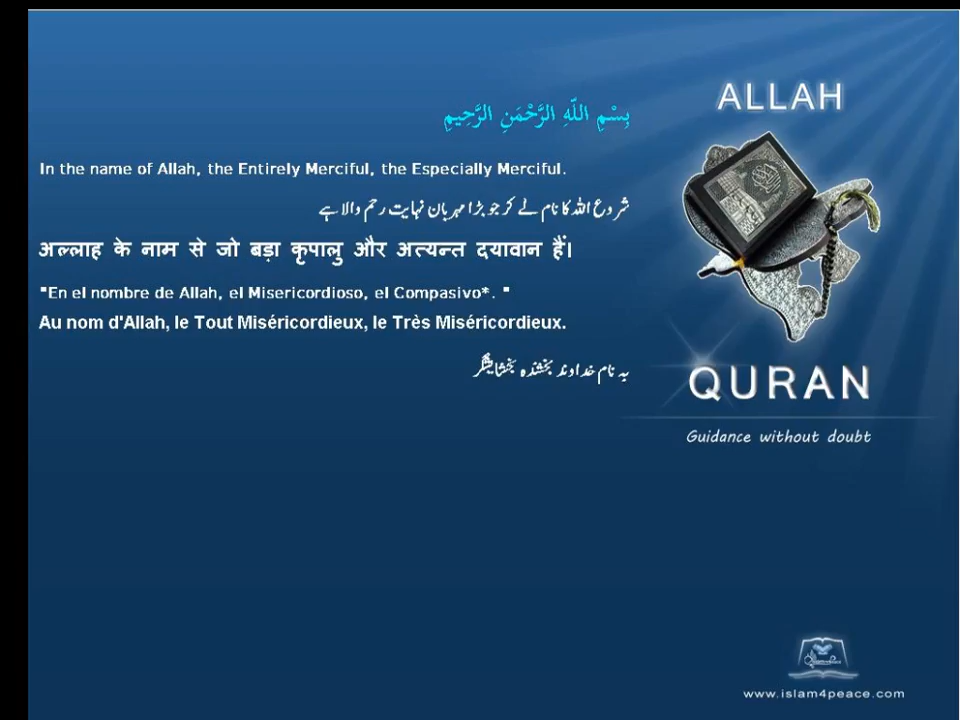 بِسْمِ اللَّهِ الرَّحْمَنِ الرَّحِيمِ
In the name of Allah, the Entirely Merciful, the Especially Merciful.
شروع الله کا نام لے کر جو بڑا مہربان نہایت رحم والا ہے
अल्लाह के नाम से जो बड़ा कृपालु और अत्यन्त दयावान हैं।
"En el nombre de Allah, el Misericordioso, el Compasivo*. "
Au nom d'Allah, le Tout Miséricordieux, le Très Miséricordieux.
به نام خداوند بخشنده بخشایشگر
ALLAH
QURAN
Guidance without doubt
www.islam4peace.com